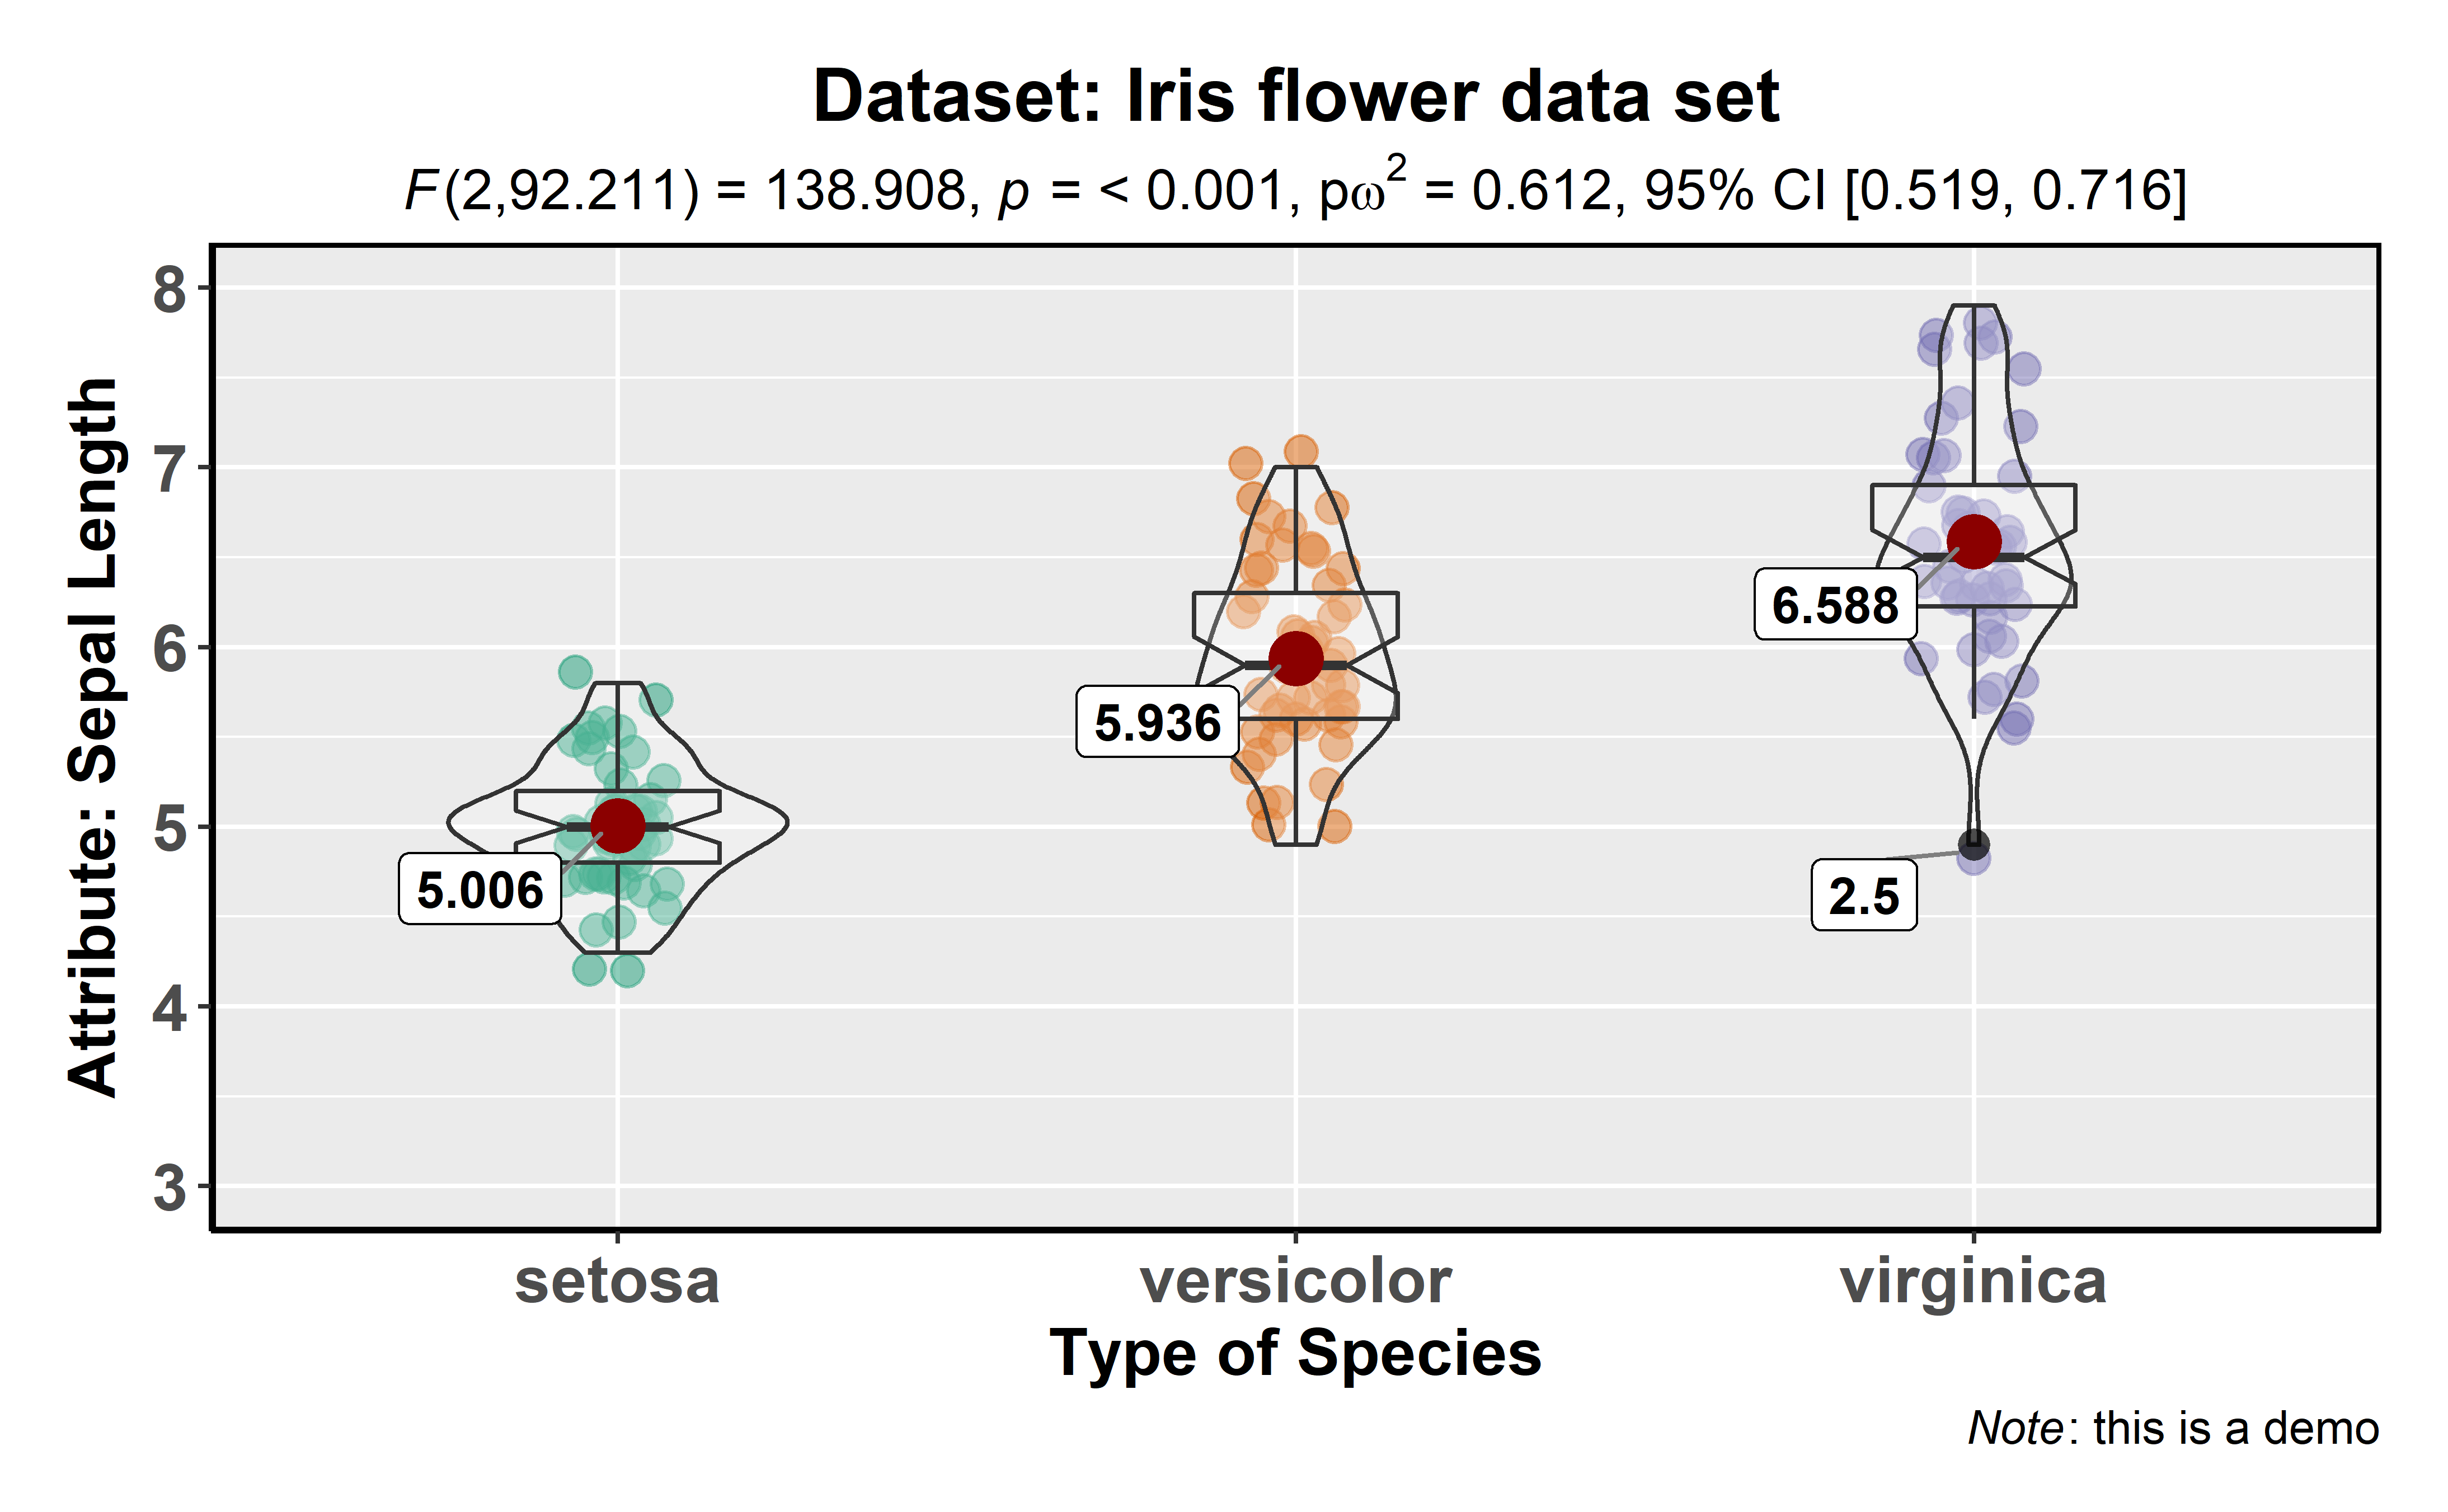 Dataset: Iris flower data set
F(2,92.211) = 138.908, p = < 0.001, pω² = 0.612, 95% CI [0.519, 0.716]
Attribute: Sepal Length
8
7
6
5
4
3
6.588
5.936
5.006
2.5
setosa versicolor virginica
Type of Species
Note: this is a demo